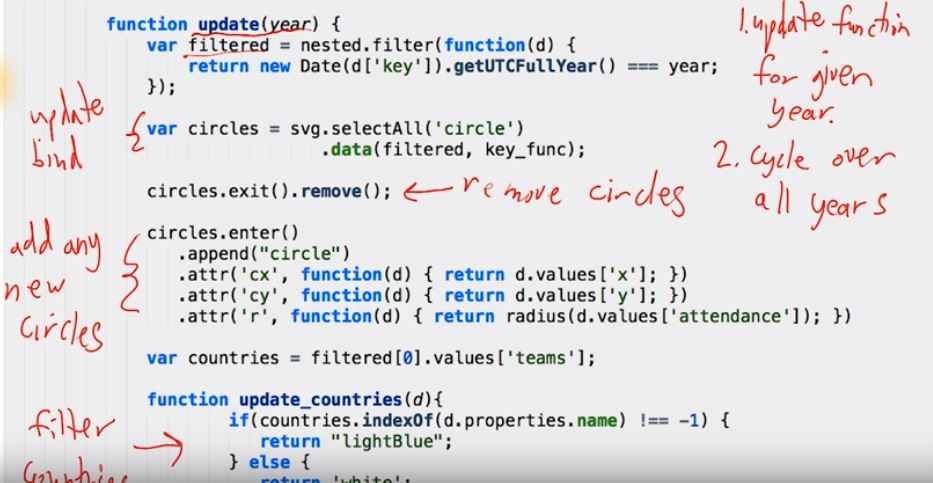 function update(year) {
var filtered = nested.filter(function(d) {
return new Date(d['key']).getUTCFullYear() === year;
});
var circles = svg.selectAll('circle')
.data(filtered, key_func);
circles.exit().remove();
circles.enter()
.append("circle")
.attr('cx', function(d) { return d.values['x']; })
.attr('cy', function(d) { return d.values['y']; })
.attr('r', function(d) { return radius(d.values['attendance']); })
var countries = filtered[0].values['teams'];
function update_countries(d){
if(countries.indexOf(d.properties.name) !== -1) {
return "lightBlue";
} else {
return 'white';
1. update function
for given
year.
2. Cycle over
all years
update
bind
remove circles
add any
new
circles
filter
countries